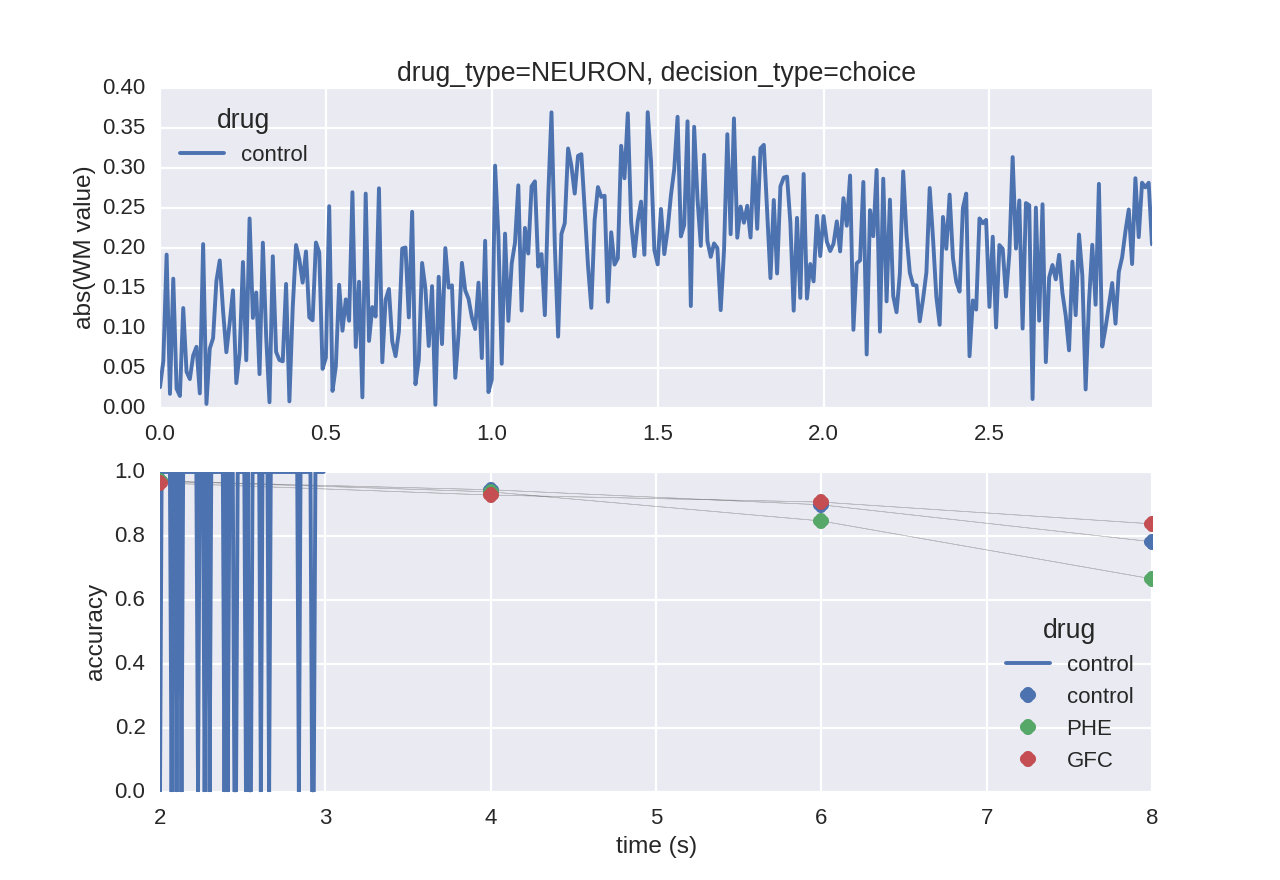 drug_type=NEURON, decision_type=choice
abs(WM value)
0.40
0.35
0.30
0.25
0.20
0.15
0.10
0.05
0.00
drug
control
0.0 0.5 1.0 1.5 2.0 2.5
accuracy
1.0
0.8
0.6
0.4
0.2
0.0
drug
control
control
PHE
GFC
2 3 4 5 6 7 8
time (s)